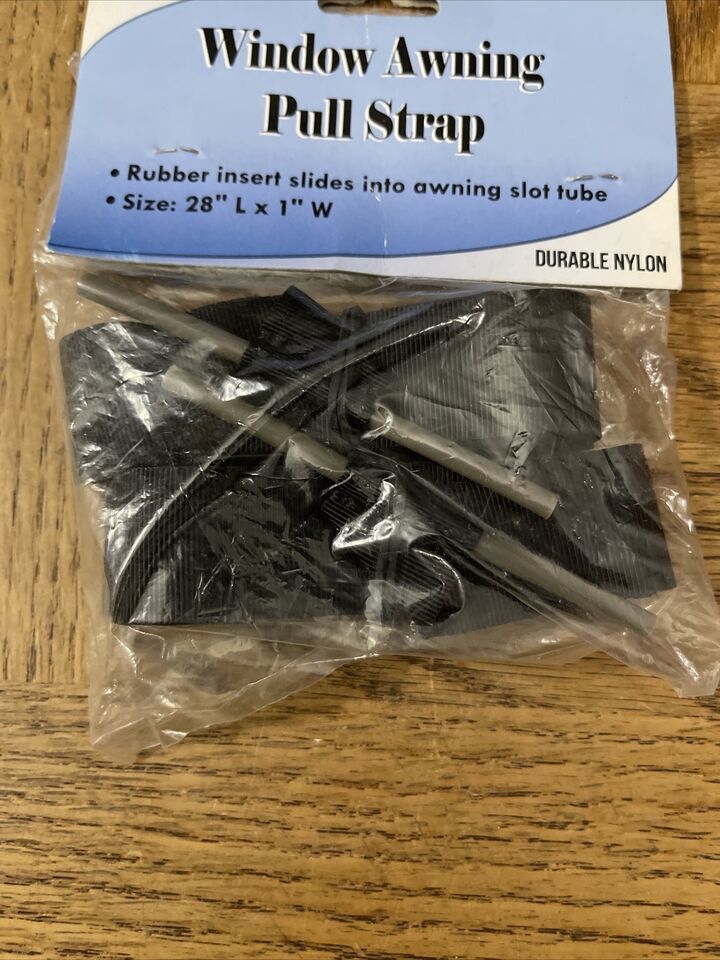 Window Awning
Pull Strap
• Rubber insert slides into awning slot tube
• Size: 28" L x 1" W
DURABLE NYLON